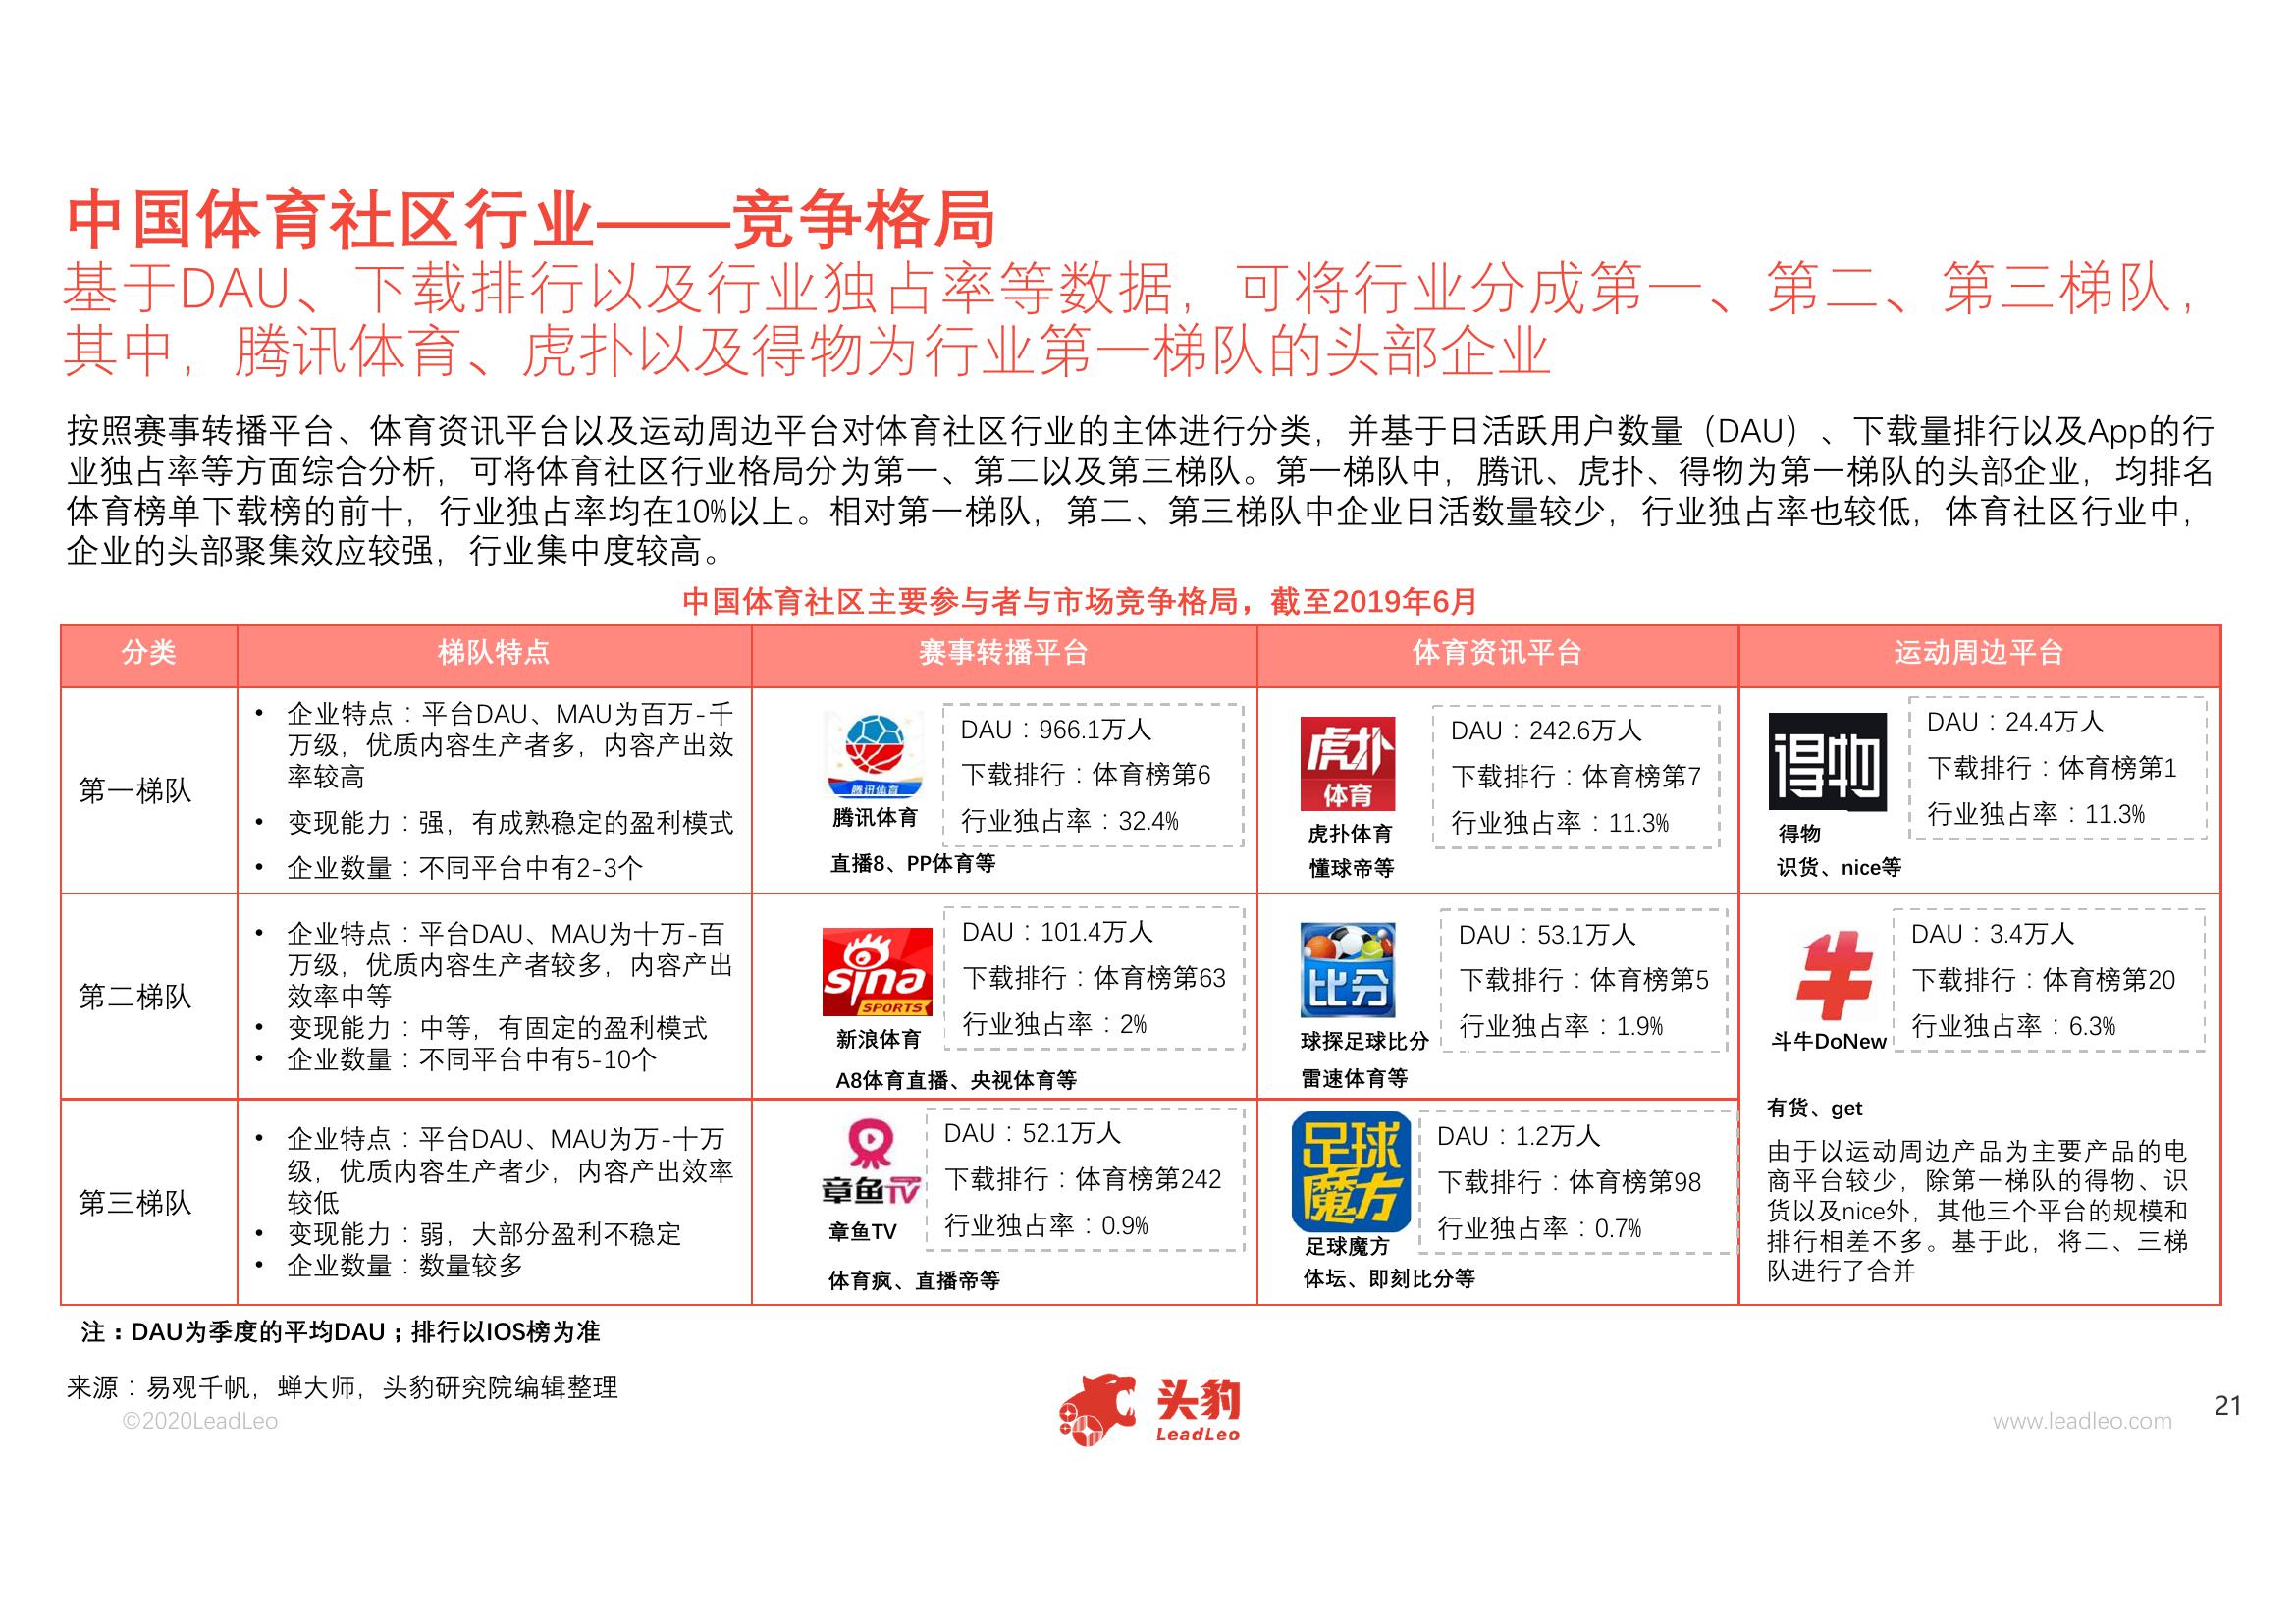 中国体育社区行业——竞争格局
基于DAU、下载排行以及行业独占率等数据，可将行业分成第一、第二、第三梯队，
其中，腾讯体育、虎扑以及得物为行业第一梯队的头部企业
按照赛事转播平台、体育资讯平台以及运动周边平台对体育社区行业的主体进行分类，并基于日活跃用户数量（DAU）、下载量排行以及App的行
业独占率等方面综合分析，可将体育社区行业格局分为第一、第二以及第三梯队。第一梯队中，腾讯、虎扑、得物为第一梯队的头部企业，均排名
体育榜单下载榜的前十，行业独占率均在10%以上。相对第一梯队，第二、第三梯队中企业日活数量较少，行业独占率也较低，体育社区行业中，
企业的头部聚集效应较强，行业集中度较高。
中国体育社区主要参与者与市场竞争格局，截至2019年6月
分类
梯队特点
赛事转播平台
体育资讯平台
运动周边平台
第一梯队
• 企业特点：平台DAU、MAU为百万-千
万级，优质内容生产者多，内容产出效
率较高
• 变现能力：强，有成熟稳定的盈利模式
• 企业数量：不同平台中有2-3个
腾讯体育
腾讯体育
DAU：966.1万人
下载排行：体育榜第6
行业独占率：32.4%
直播8、PP体育等
虎扑
体育
虎扑体育
DAU：242.6万人
下载排行：体育榜第7
行业独占率：11.3%
懂球帝等
得物
得物
DAU：24.4万人
下载排行：体育榜第1
行业独占率：11.3%
识货、nice等
第二梯队
• 企业特点：平台DAU、MAU为十万-百
万级，优质内容生产者较多，内容产出
效率中等
• 变现能力：中等，有固定的盈利模式
• 企业数量：不同平台中有5-10个
sina
SPORTS
新浪体育
DAU：101.4万人
下载排行：体育榜第63
行业独占率：2%
A8体育直播、央视体育等
比分
球探足球比分
DAU：53.1万人
下载排行：体育榜第5
行业独占率：1.9%
雷速体育等
牛
斗牛DoNew
DAU：3.4万人
下载排行：体育榜第20
行业独占率：6.3%
有货、get
由于以运动周边产品为主要产品的电
商平台较少，除第一梯队的得物、识
货以及nice外，其他三个平台的规模和
排行相差不多。基于此，将二、三梯
队进行了合并
第三梯队
• 企业特点：平台DAU、MAU为万-十万
级，优质内容生产者少，内容产出效率
较低
• 变现能力：弱，大部分盈利不稳定
• 企业数量：数量较多
章鱼TV
章鱼TV
DAU：52.1万人
下载排行：体育榜第242
行业独占率：0.9%
体育疯、直播帝等
足球
魔方
足球魔方
DAU：1.2万人
下载排行：体育榜第98
行业独占率：0.7%
体坛、即刻比分等
注：DAU为季度的平均DAU；排行以IOS榜为准
来源：易观千帆，蝉大师，头豹研究院编辑整理
©2020LeadLeo
头豹
LeadLeo
www.leadleo.com
21